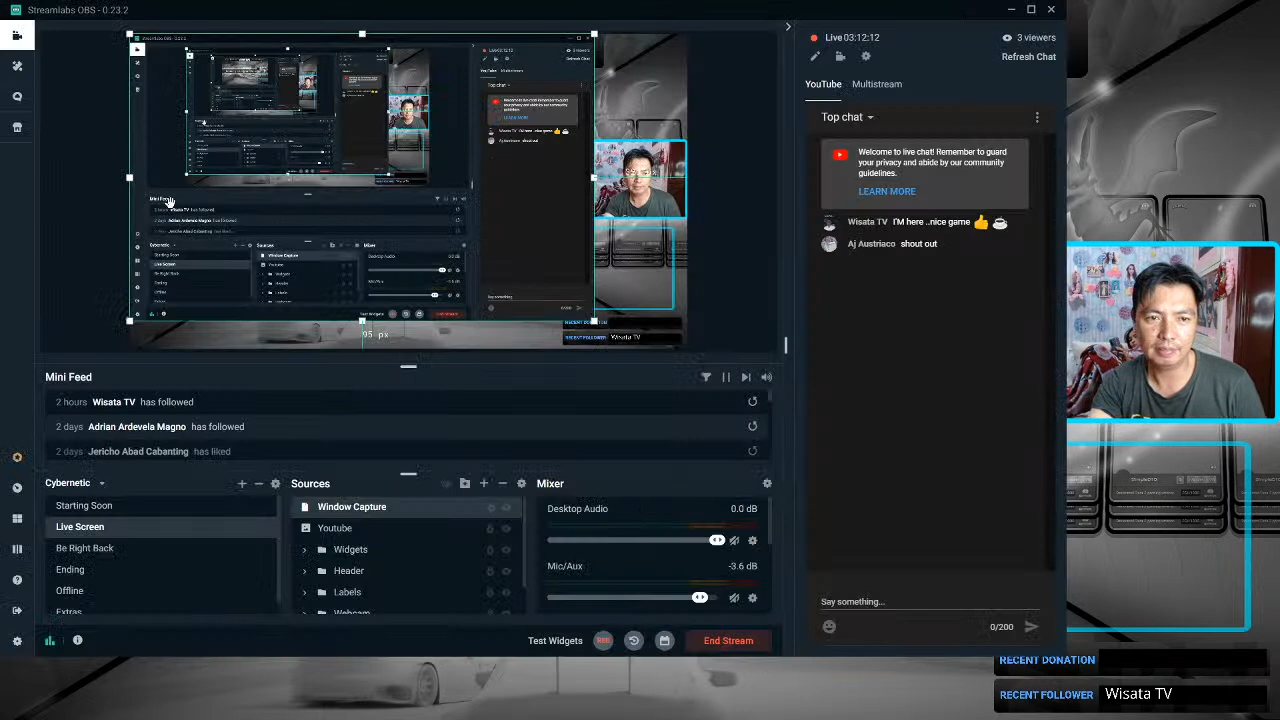 Streamlabs OBS - 0.23.2
Live 03:12:12
3 viewers
Refresh Chat
YouTube
Multistream
Top chat
Welcome to live chat! Remember to guard
your privacy and abide by our community
guidelines.
LEARN MORE
Wisata TV I'M here ..nice game 👍 ☕
Aj Austriaco shout out
95 px
Mini Feed
2 hours Wisata TV has followed
2 days Adrian Ardevela Magno has followed
2 days Jericho Abad Cabanting has liked
Cybernetic
Starting Soon
Live Screen
Be Right Back
Ending
Offline
Extras
Sources
Window Capture
Youtube
Widgets
Header
Labels
Webcam
Mixer
Desktop Audio 0.0 dB
Mic/Aux -3.6 dB
Say something...
0/200
Test Widgets
REC
End Stream
RECENT DONATION
RECENT FOLLOWER Wisata TV